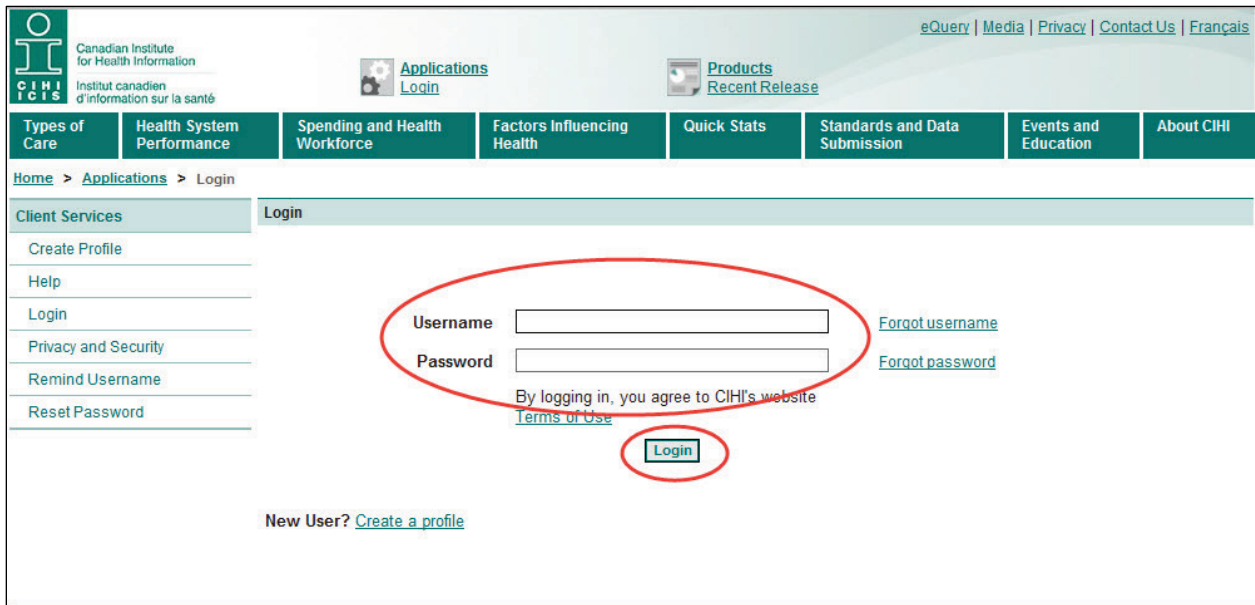 eQuery | Media | Privacy | Contact Us | Français
Canadian Institute
for Health Information
CIHI
ICIS
Institut canadien
d'information sur la santé
Applications
Login
Products
Recent Release
Types of
Care
Health System
Performance
Spending and Health
Workforce
Factors Influencing
Health
Quick Stats
Standards and Data
Submission
Events and
Education
About CIHI
Home > Applications > Login
Client Services
Create Profile
Help
Login
Privacy and Security
Remind Username
Reset Password
Login
Username
Forgot username
Password
Forgot password
By logging in, you agree to CIHI's website
Terms of Use
Login
New User? Create a profile